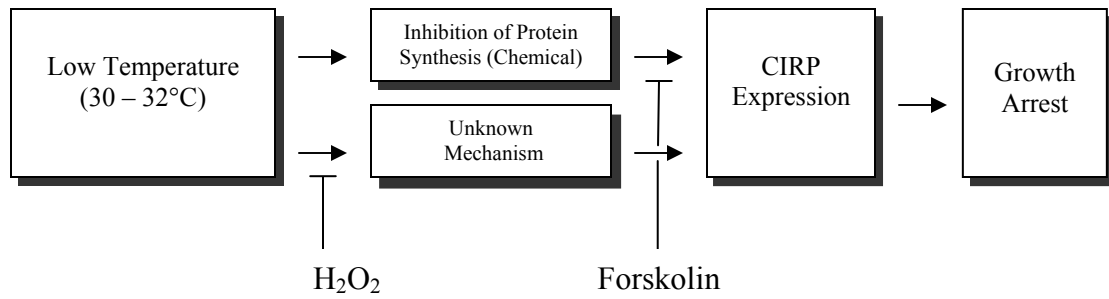 Low Temperature
(30 – 32°C)
Inhibition of Protein
Synthesis (Chemical)
Unknown
Mechanism
CIRP
Expression
Growth
Arrest
H₂O₂
Forskolin